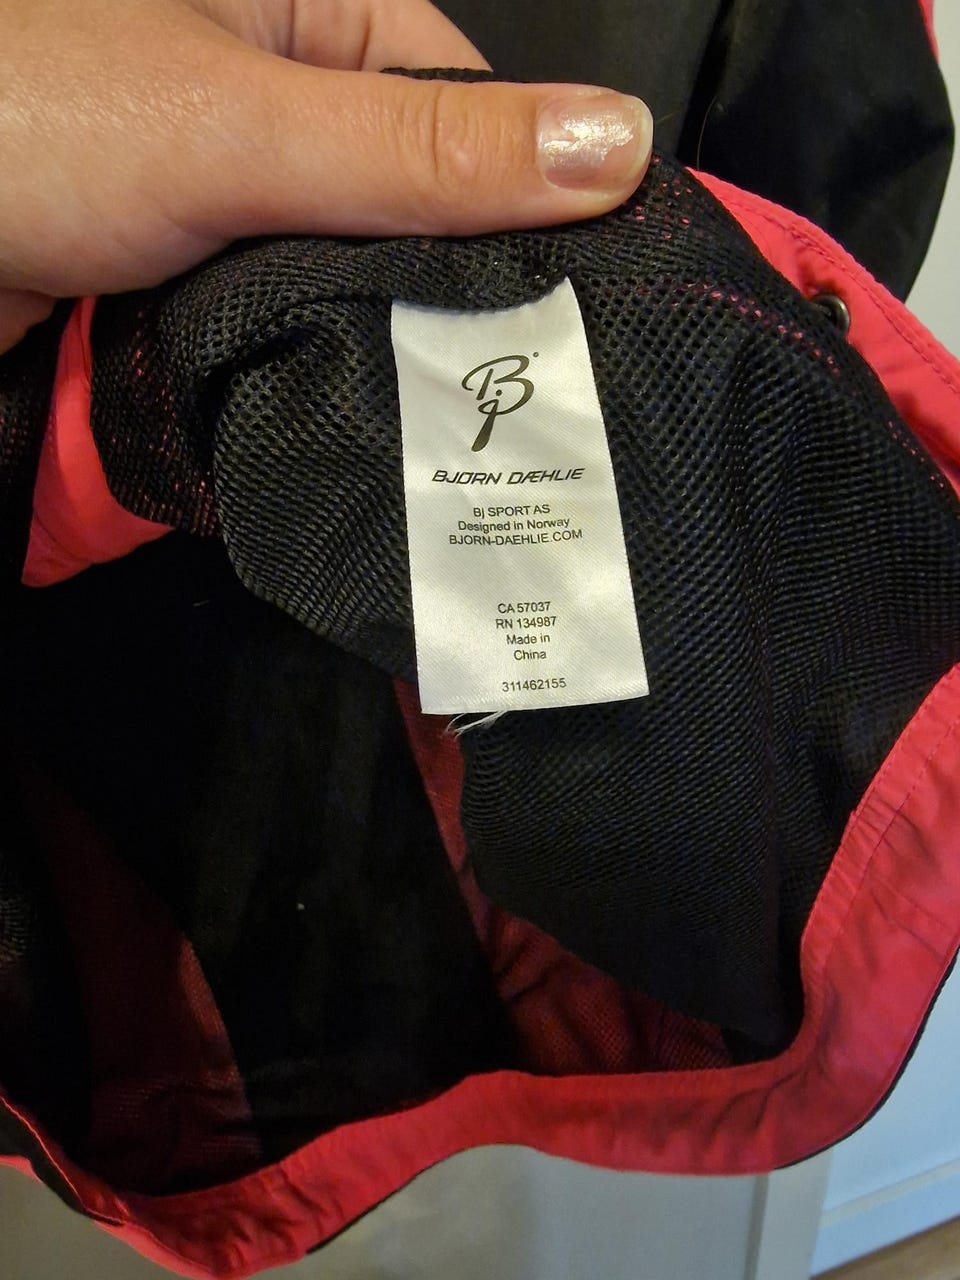 BJ
BJØRN DÆHLIE
Bj SPORT AS
Designed in Norway
BJORN-DAEHLIE.COM
CA 57037
RN 134987
Made in
China
311462155